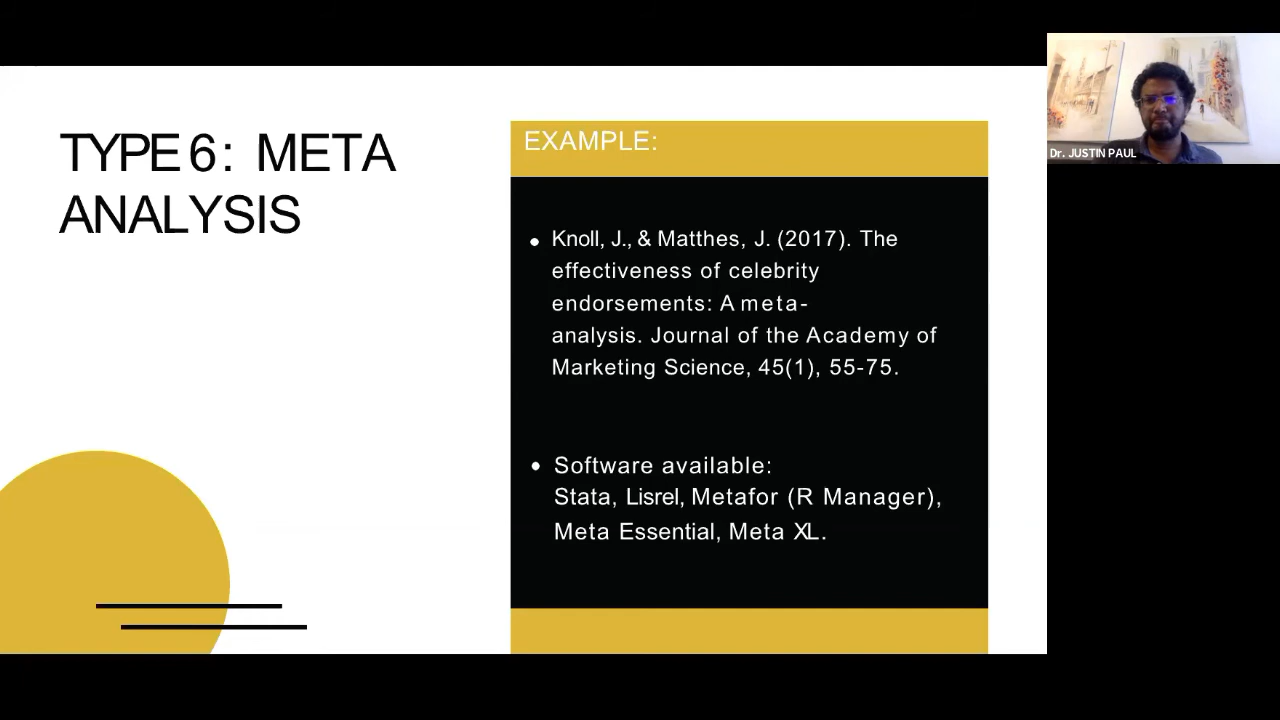 TYPE 6: META
ANALYSIS
EXAMPLE:
• Knoll, J., & Matthes, J. (2017). The
effectiveness of celebrity
endorsements: A meta-
analysis. Journal of the Academy of
Marketing Science, 45(1), 55-75.
• Software available:
Stata, Lisrel, Metafor (R Manager),
Meta Essential, Meta XL.
Dr. JUSTIN PAUL